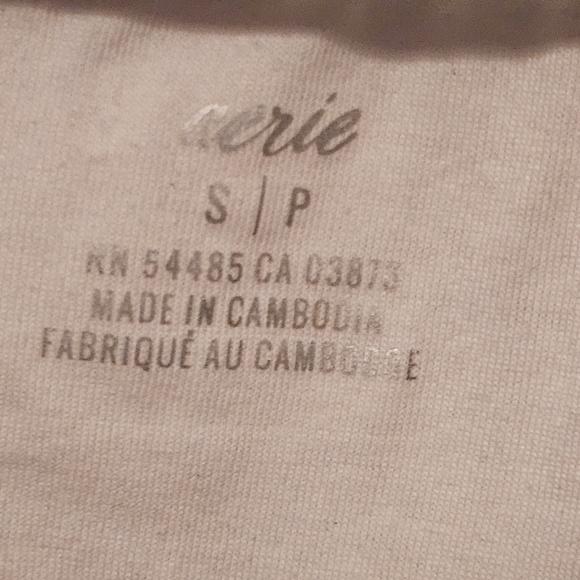 aerie
S | P
RN 54485 CA 03873
MADE IN CAMBODIA
FABRIQUÉ AU CAMBODGE